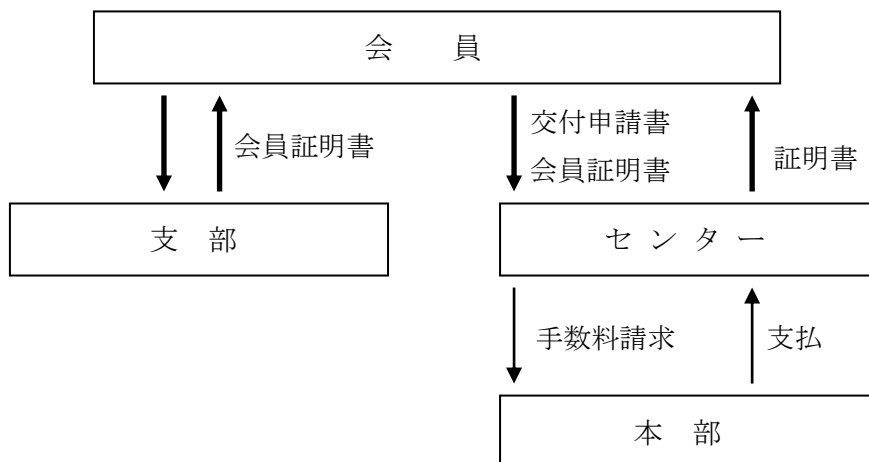 会　　員
会員証明書
交付申請書
会員証明書
証明書
支　部
セ ン タ ー
手数料請求
支払
本　部